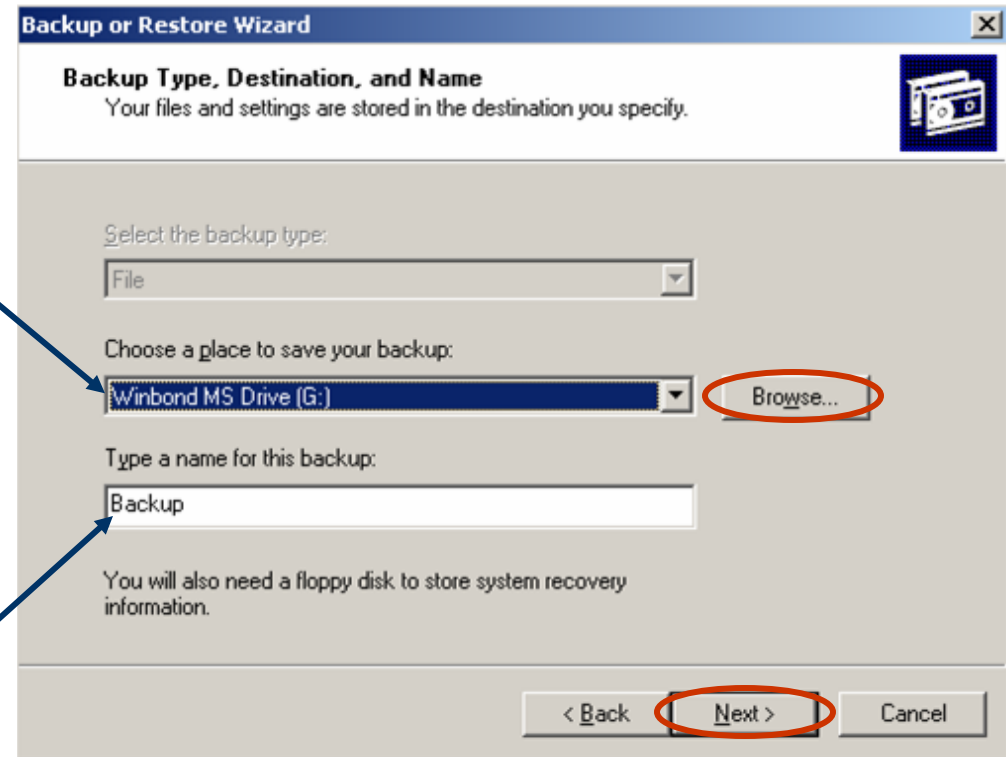 Backup or Restore Wizard
Backup Type, Destination, and Name
Your files and settings are stored in the destination you specify.
Select the backup type:
File
Choose a place to save your backup:
Winbond MS Drive (G:)
Browse...
Type a name for this backup:
Backup
You will also need a floppy disk to store system recovery
information.
< Back
Next >
Cancel